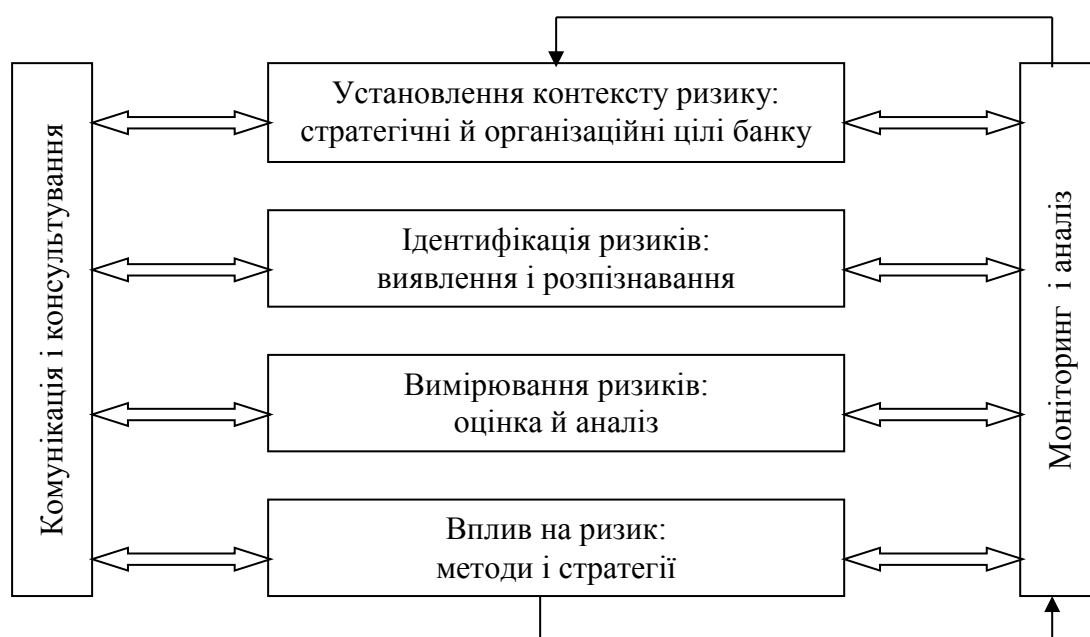 Комунікація і консультування
Установлення контексту ризику:
стратегічні й організаційні цілі банку
Ідентифікація ризиків:
виявлення і розпізнавання
Вимірювання ризиків:
оцінка й аналіз
Вплив на ризик:
методи і стратегії
Моніторинг і аналіз